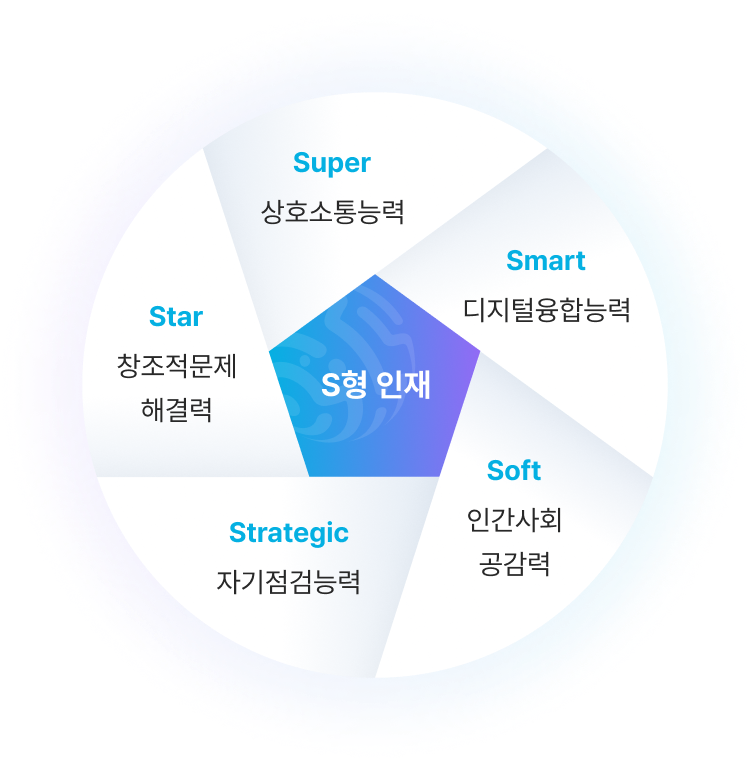 Super
상호소통능력
Smart
디지털융합능력
Star
창조적문제
해결력
S형 인재
Soft
인간사회
공감력
Strategic
자기점검능력